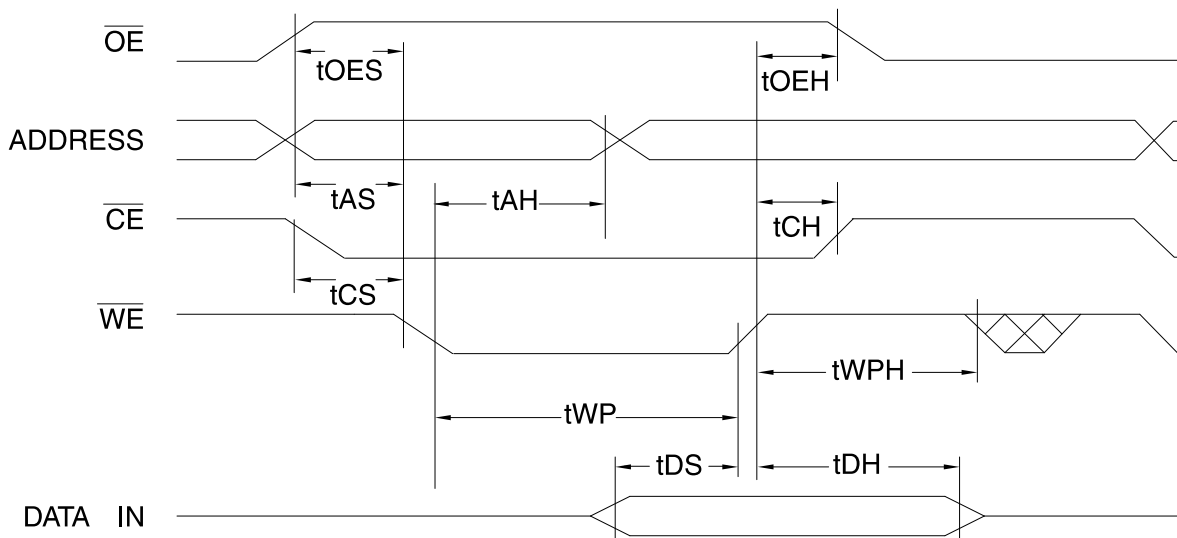 OE
tOES
tOEH
ADDRESS
tAS
tAH
CE
tCH
tCS
WE
tWPH
tWP
tDS
tDH
DATA IN